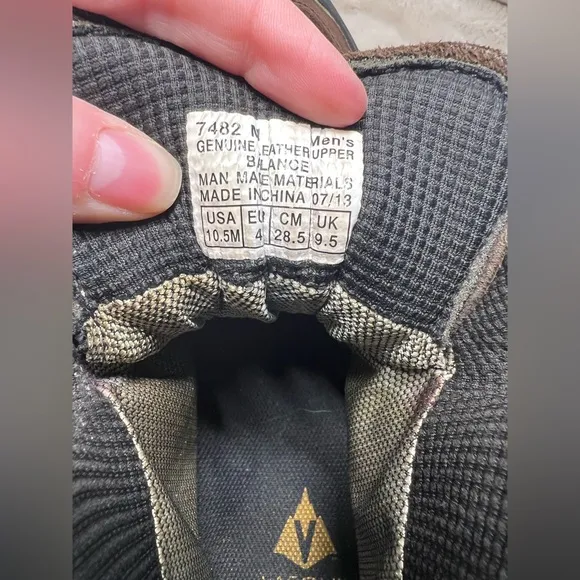 7482 M Men's
GENUINE LEATHER UPPER
BALANCE
MAN MADE MATERIALS
MADE IN CHINA 07/13
USA EU CM UK
10.5M 4 28.5 9.5
V